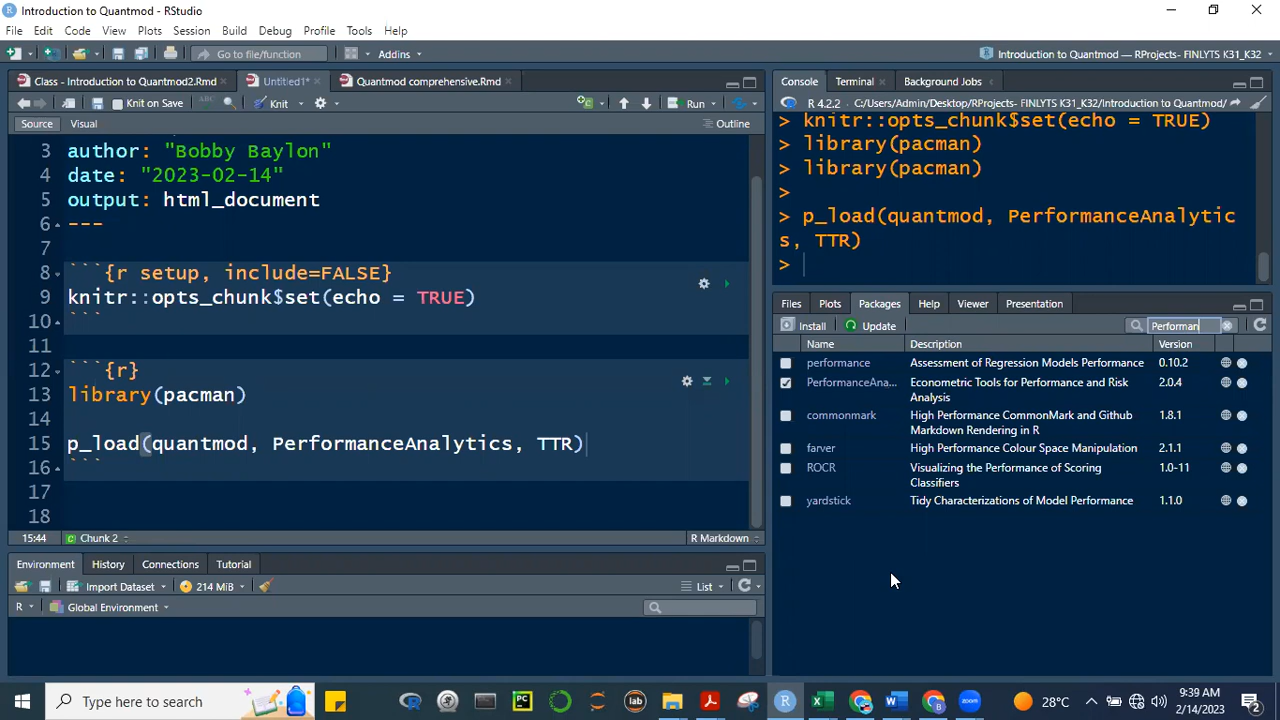 Introduction to Quantmod - RStudio
File Edit Code View Plots Session Build Debug Profile Tools Help
Go to file/function Addins Introduction to Quantmod — RProjects- FINLYTS K31_K32
Class - Introduction to Quantmod2.Rmd Untitled1* Quantmod comprehensive.Rmd
Knit on Save ABC Knit Run
Source Visual Outline
3 author: "Bobby Baylon"
4 date: "2023-02-14"
5 output: html_document
6 ---
7
8 ```{r setup, include=FALSE}
9 knitr::opts_chunk$set(echo = TRUE)
10 ```
11
12 ```{r}
13 library(pacman)
14
15 p_load(quantmod, PerformanceAnalytics, TTR)
16 ```
17
18
15:44 Chunk 2 R Markdown
Environment History Connections Tutorial
Import Dataset 214 MiB List
R Global Environment
Console Terminal Background Jobs
R 4.2.2 · C:/Users/Admin/Desktop/RProjects- FINLYTS K31_K32/Introduction to Quantmod/
> knitr::opts_chunk$set(echo = TRUE)
> library(pacman)
> library(pacman)
>
> p_load(quantmod, PerformanceAnalytic
s, TTR)
>
Files Plots Packages Help Viewer Presentation
Install Update Performan
Name Description Version
performance Assessment of Regression Models Performance 0.10.2
PerformanceAna... Econometric Tools for Performance and Risk 2.0.4
Analysis
commonmark High Performance CommonMark and Github 1.8.1
Markdown Rendering in R
farver High Performance Colour Space Manipulation 2.1.1
ROCR Visualizing the Performance of Scoring 1.0-11
Classifiers
yardstick Tidy Characterizations of Model Performance 1.1.0
Type here to search PC lab zoom 28°C 9:39 AM
2/14/2023 2